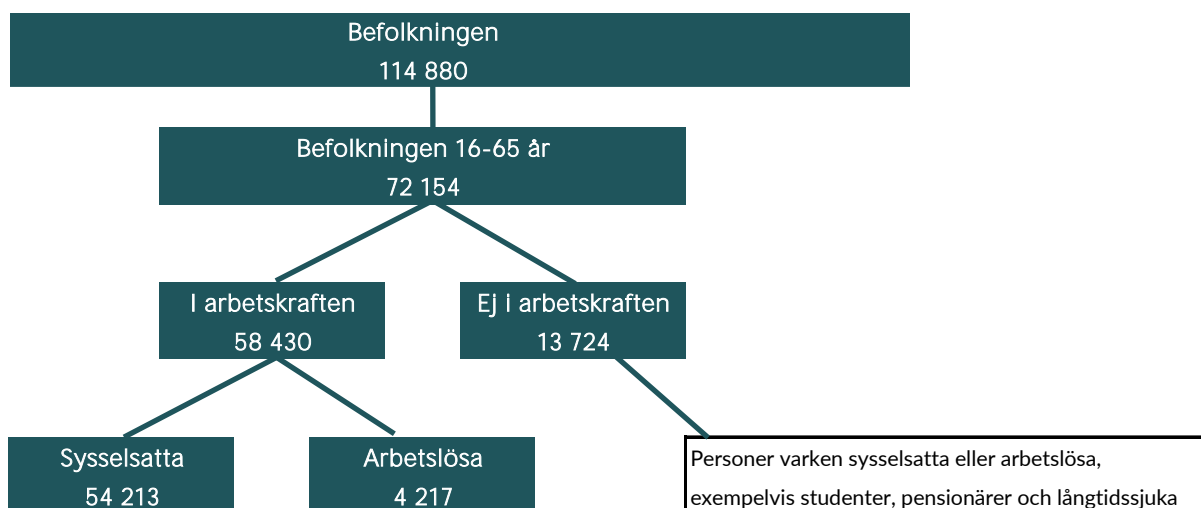 Befolkningen
114 880
Befolkningen 16-65 år
72 154
I arbetskraften
58 430
Ej i arbetskraften
13 724
Sysselsatta
54 213
Arbetslösa
4 217
Personer varken sysselsatta eller arbetslösa,
exempelvis studenter, pensionärer och långtidssjuka